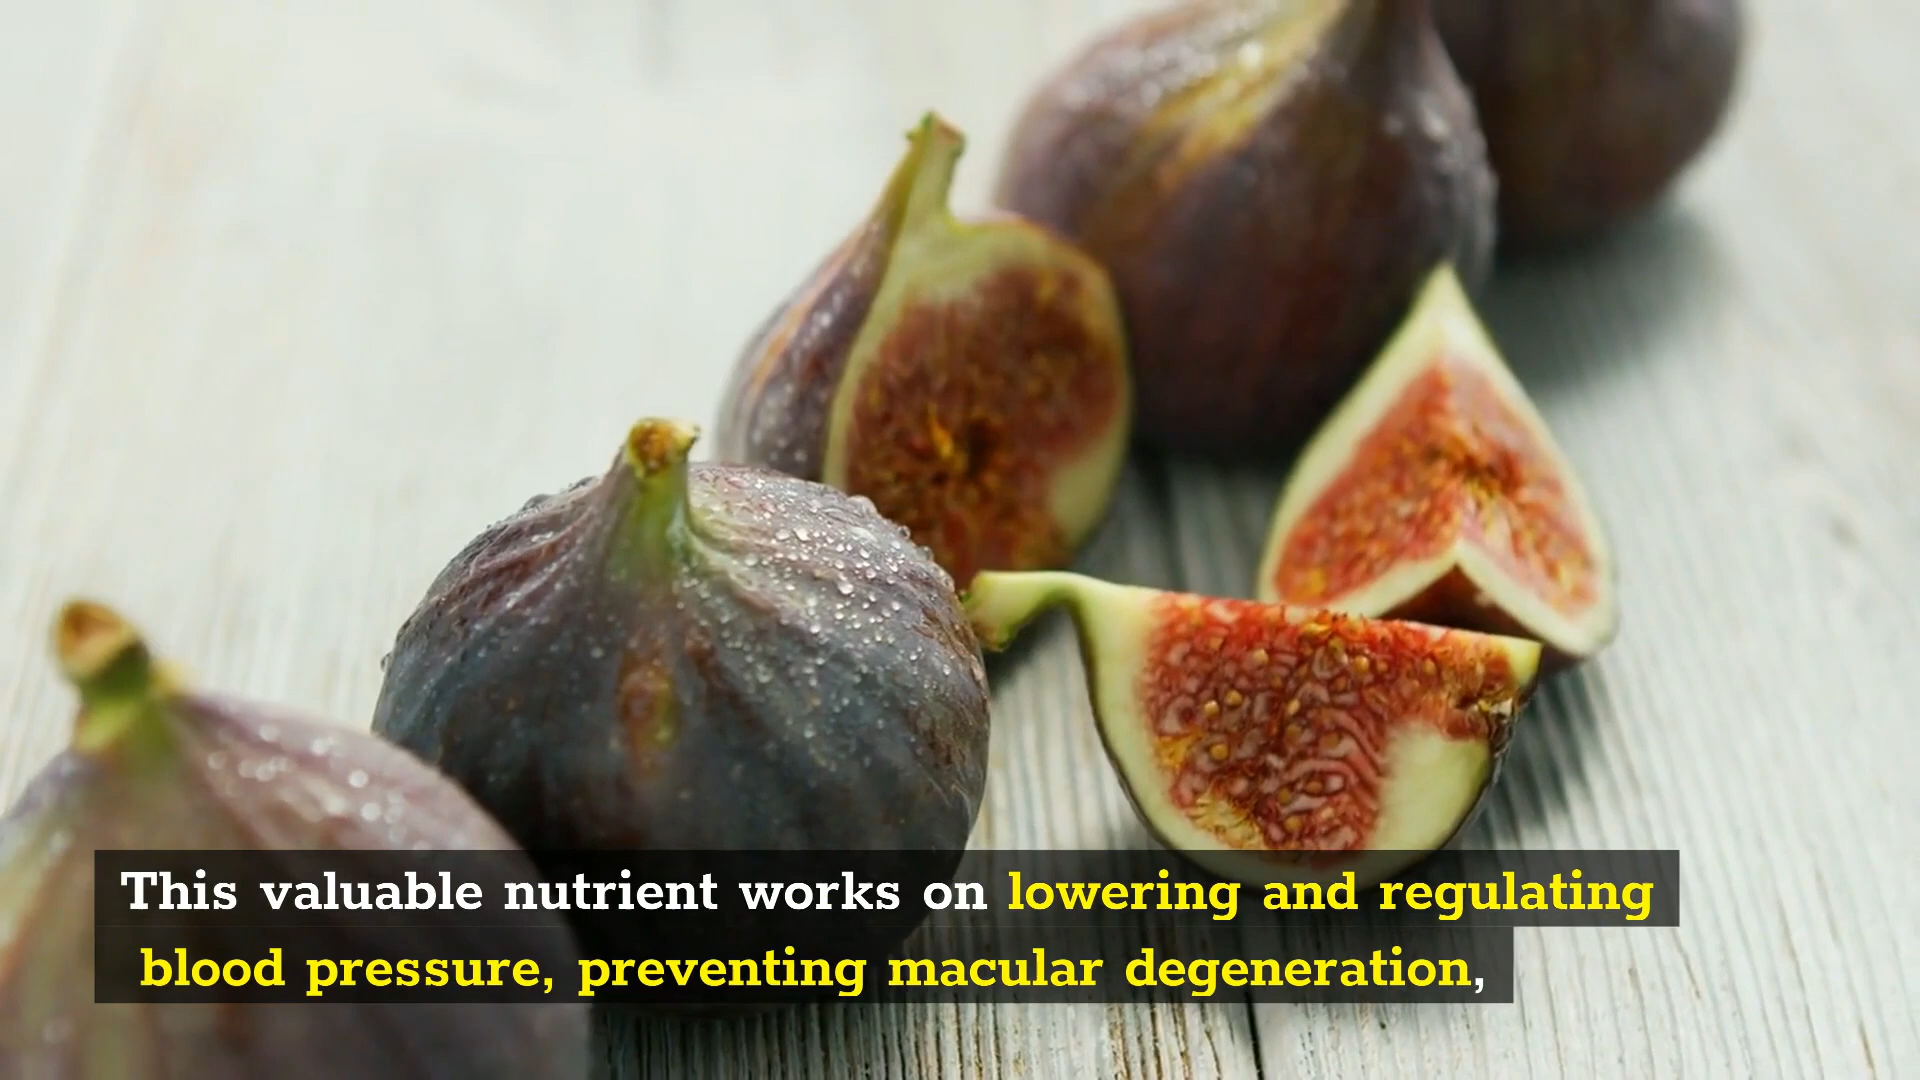 This valuable nutrient works on lowering and regulating
blood pressure, preventing macular degeneration,